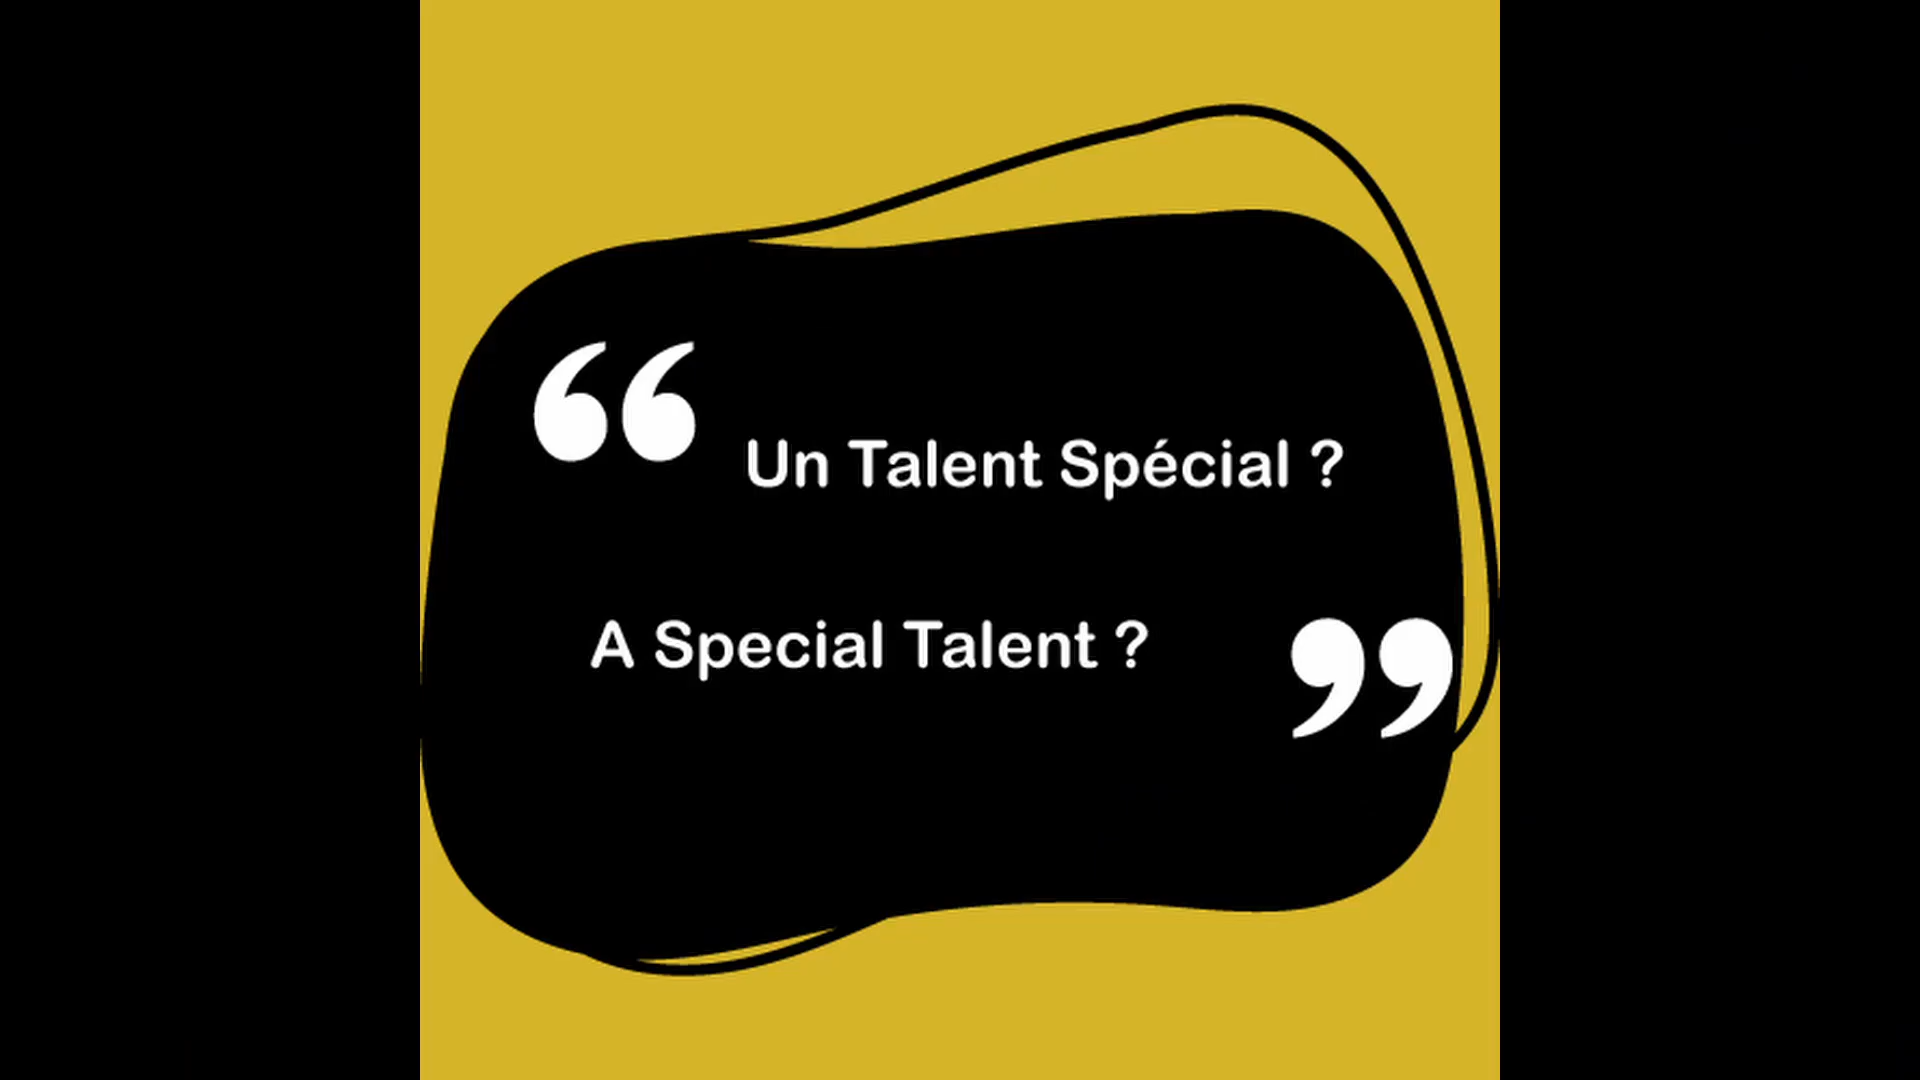 “ Un Talent Spécial ?
A Special Talent ? ”